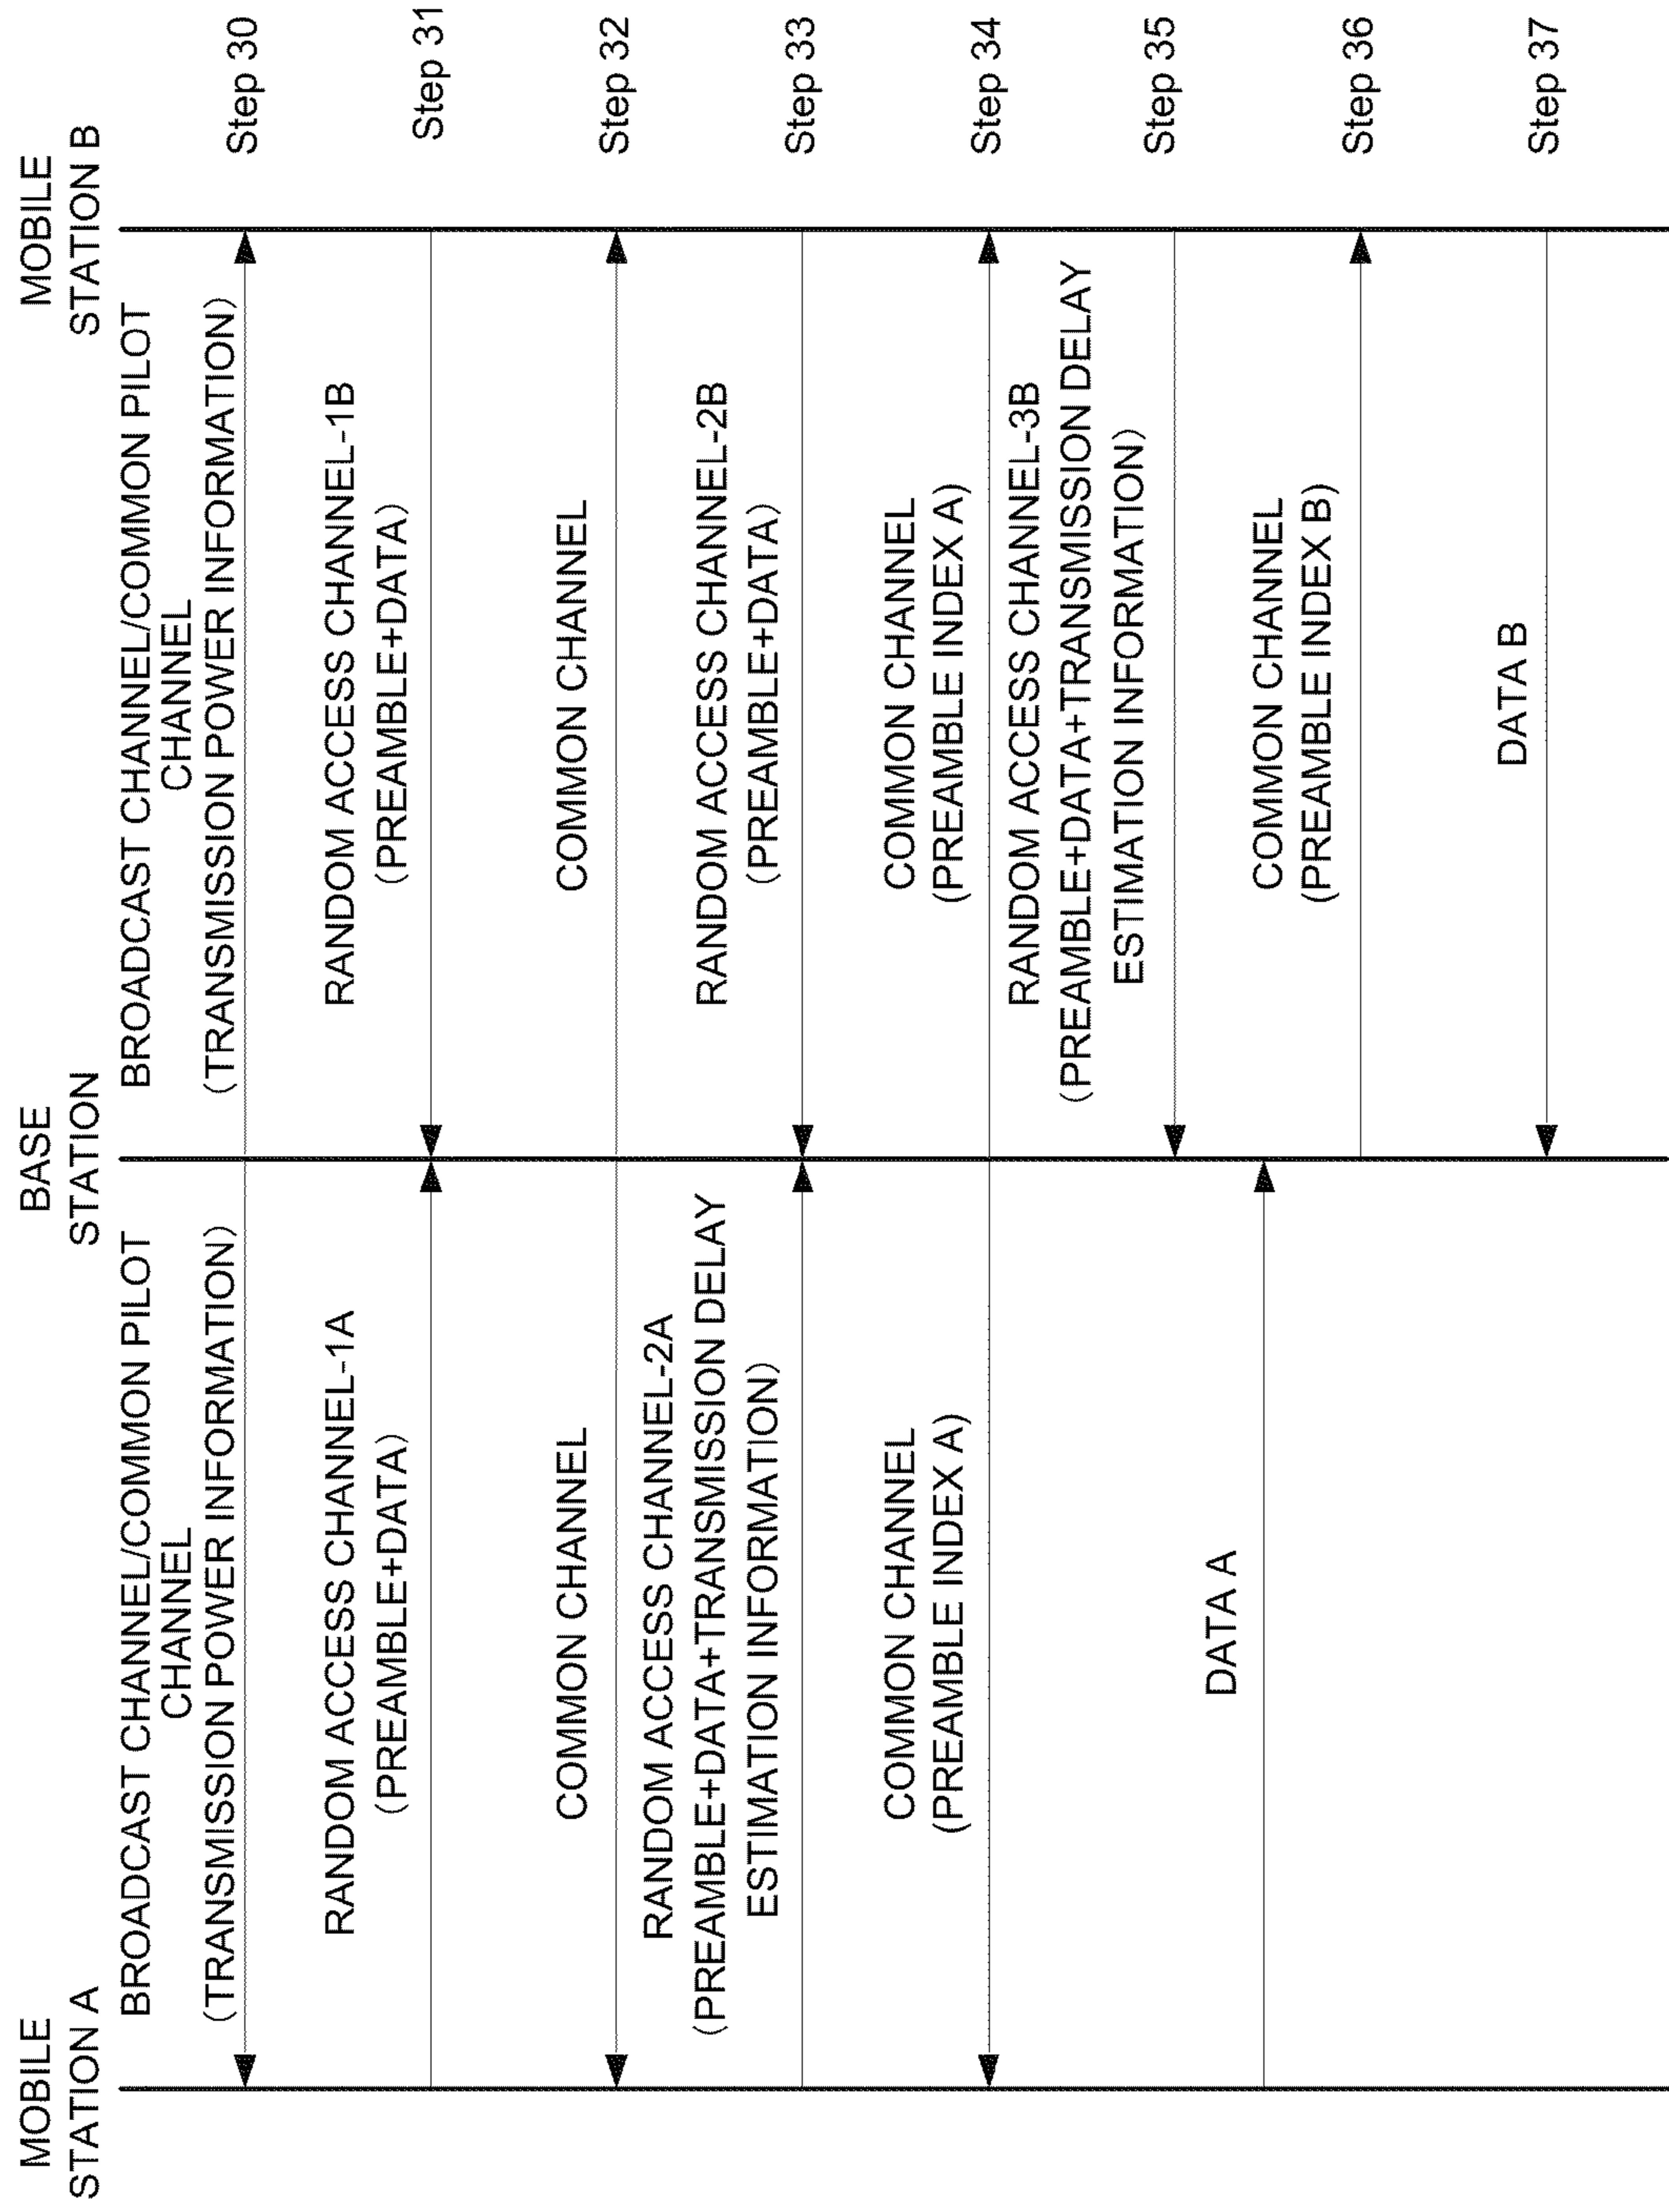 MOBILE
STATION A
BASE
STATION
MOBILE
STATION B
BROADCAST CHANNEL/COMMON PILOT
CHANNEL
(TRANSMISSION POWER INFORMATION)
BROADCAST CHANNEL/COMMON PILOT
CHANNEL
(TRANSMISSION POWER INFORMATION)
Step 30
RANDOM ACCESS CHANNEL-1A
(PREAMBLE+DATA)
RANDOM ACCESS CHANNEL-1B
(PREAMBLE+DATA)
Step 31
COMMON CHANNEL
COMMON CHANNEL
Step 32
RANDOM ACCESS CHANNEL-2A
(PREAMBLE+DATA+TRANSMISSION DELAY
ESTIMATION INFORMATION)
RANDOM ACCESS CHANNEL-2B
(PREAMBLE+DATA)
Step 33
COMMON CHANNEL
(PREAMBLE INDEX A)
COMMON CHANNEL
(PREAMBLE INDEX A)
Step 34
RANDOM ACCESS CHANNEL-3B
(PREAMBLE+DATA+TRANSMISSION DELAY
ESTIMATION INFORMATION)
Step 35
DATA A
COMMON CHANNEL
(PREAMBLE INDEX B)
Step 36
DATA B
Step 37